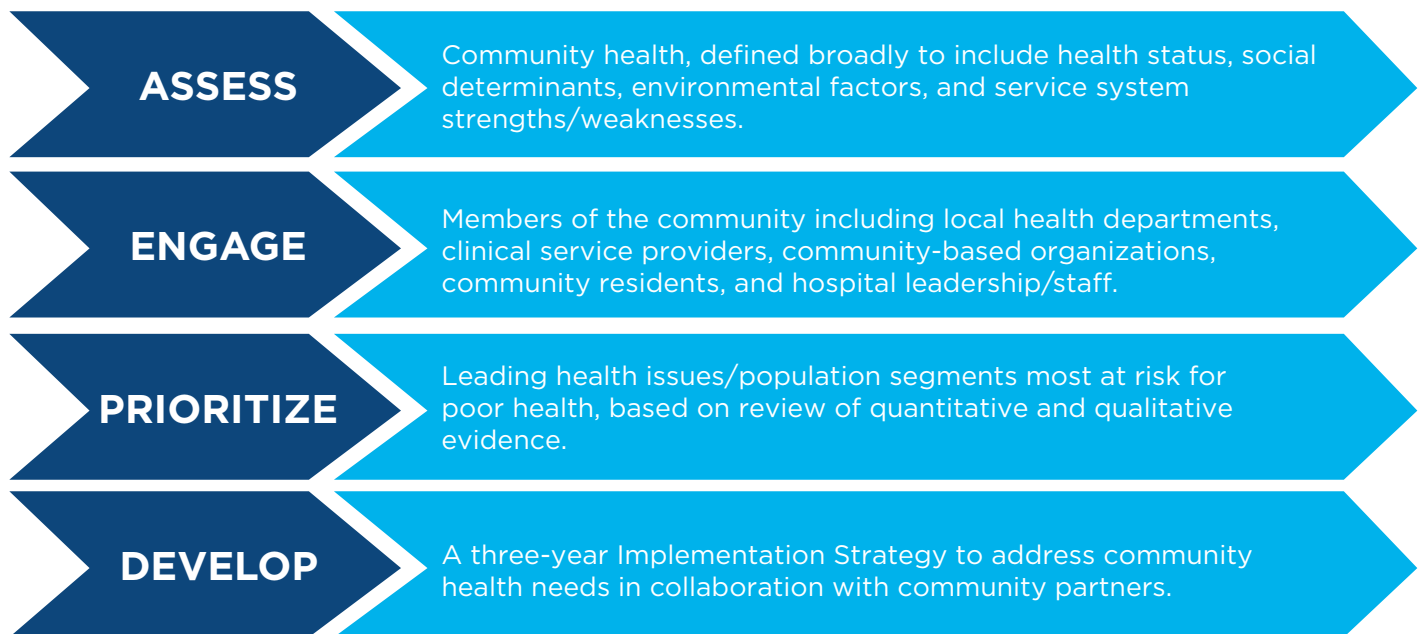 ASSESS
Community health, defined broadly to include health status, social
determinants, environmental factors, and service system
strengths/weaknesses.
ENGAGE
Members of the community including local health departments,
clinical service providers, community-based organizations,
community residents, and hospital leadership/staff.
PRIORITIZE
Leading health issues/population segments most at risk for
poor health, based on review of quantitative and qualitative
evidence.
DEVELOP
A three-year Implementation Strategy to address community
health needs in collaboration with community partners.